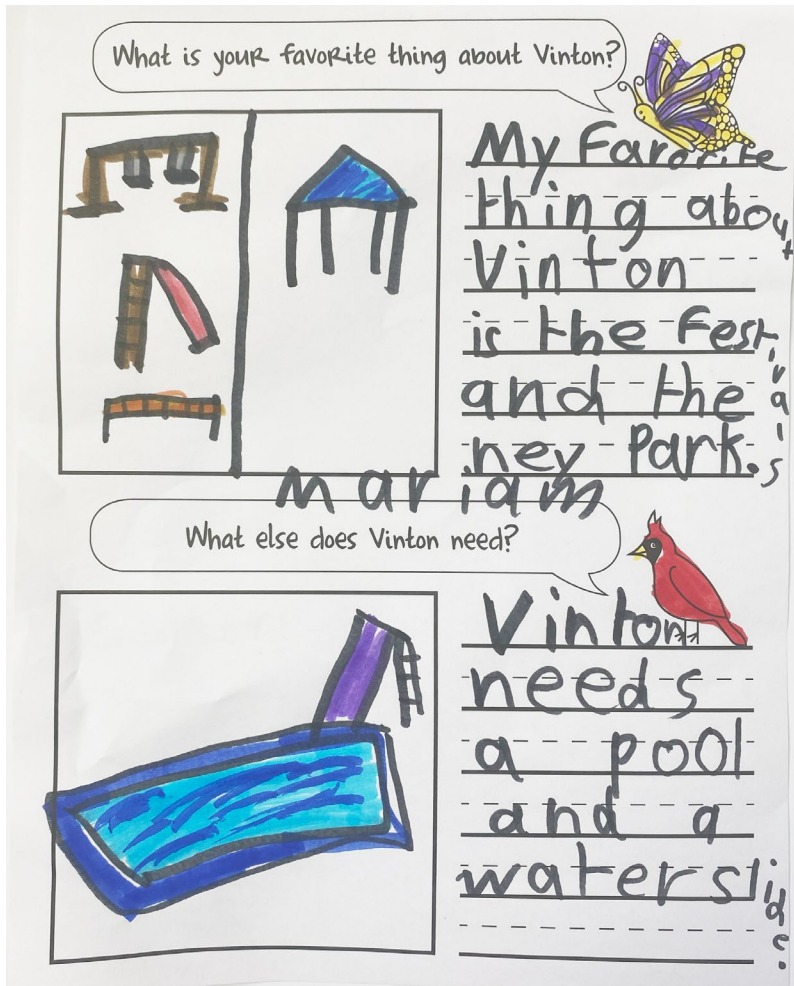 What is your favorite thing about Vinton?
My Favorite
thing about
Vinton
is the Festivals
and the
ney Park.
mariam
What else does Vinton need?
Vinton
needs
a pool
and a
waterslide.